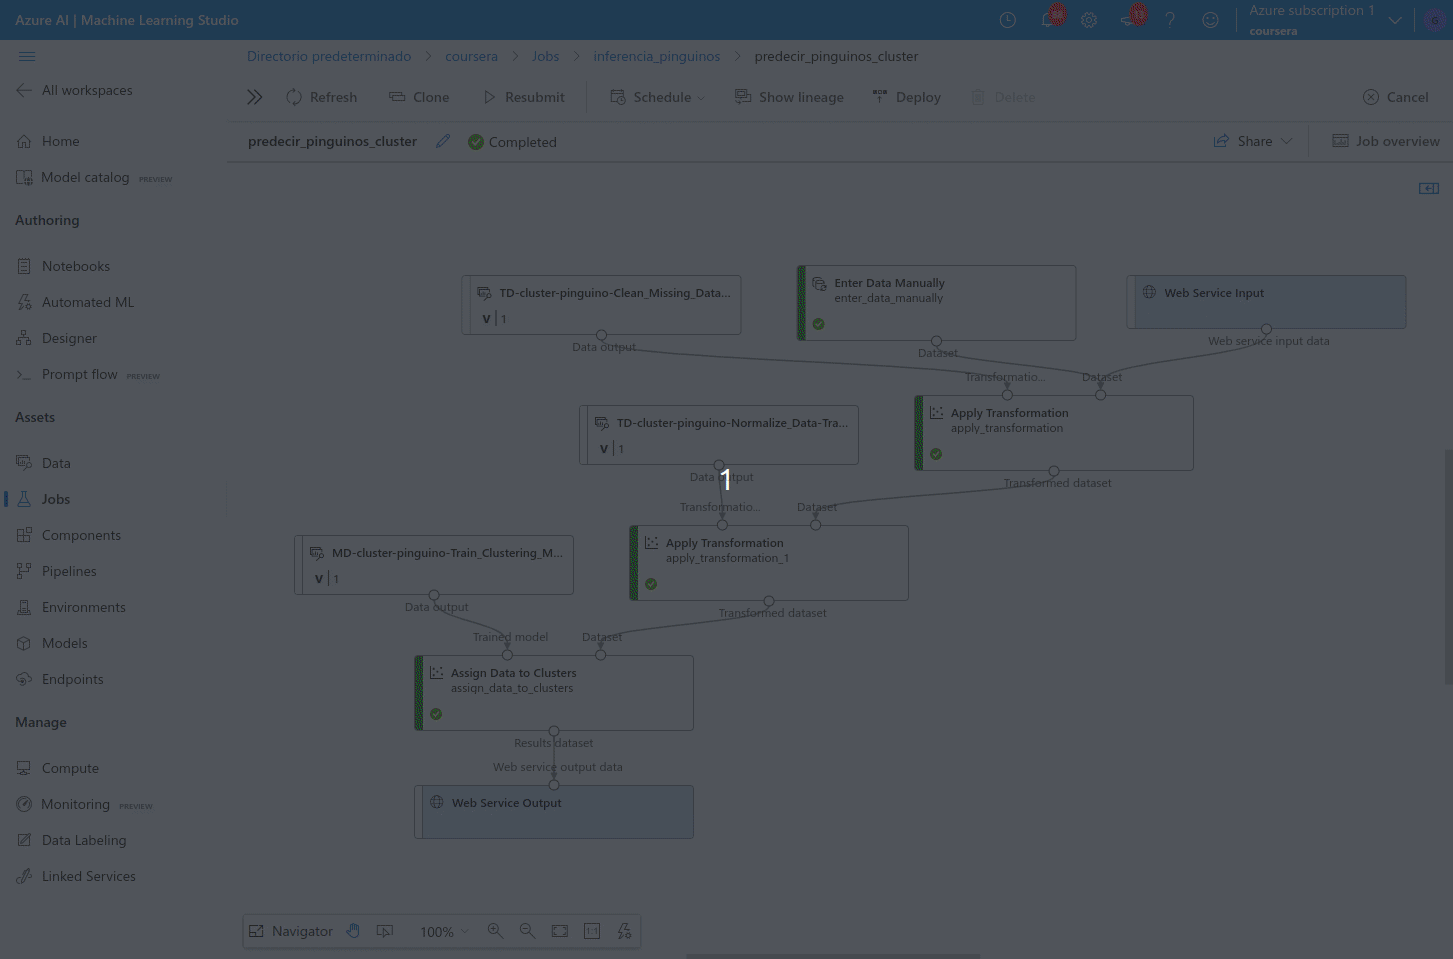 Azure AI | Machine Learning Studio
Azure subscription 1
coursera
All workspaces
Home
Model catalog PREVIEW
Authoring
Notebooks
Automated ML
Designer
Prompt flow PREVIEW
Assets
Data
Jobs
Components
Pipelines
Environments
Models
Endpoints
Manage
Compute
Monitoring PREVIEW
Data Labeling
Linked Services
Directorio predeterminado > coursera > Jobs > inferencia_pinguinos > predecir_pinguinos_cluster
Refresh Clone Resubmit Schedule Show lineage Deploy Delete Cancel
predecir_pinguinos_cluster Completed Share Job overview
TD-cluster-pinguino-Clean_Missing_Data...
V | 1
Data output
Enter Data Manually
enter_data_manually
Dataset
Web Service Input
Web service input data
Transformatio... Dataset
Apply Transformation
apply_transformation
Transformed dataset
TD-cluster-pinguino-Normalize_Data-Tra...
V | 1
Data output
1
Transformatio... Dataset
Apply Transformation
apply_transformation_1
Transformed dataset
MD-cluster-pinguino-Train_Clustering_M...
V | 1
Data output
Trained model Dataset
Assign Data to Clusters
assign_data_to_clusters
Results dataset
Web service output data
Web Service Output
Navigator 100% 1:1